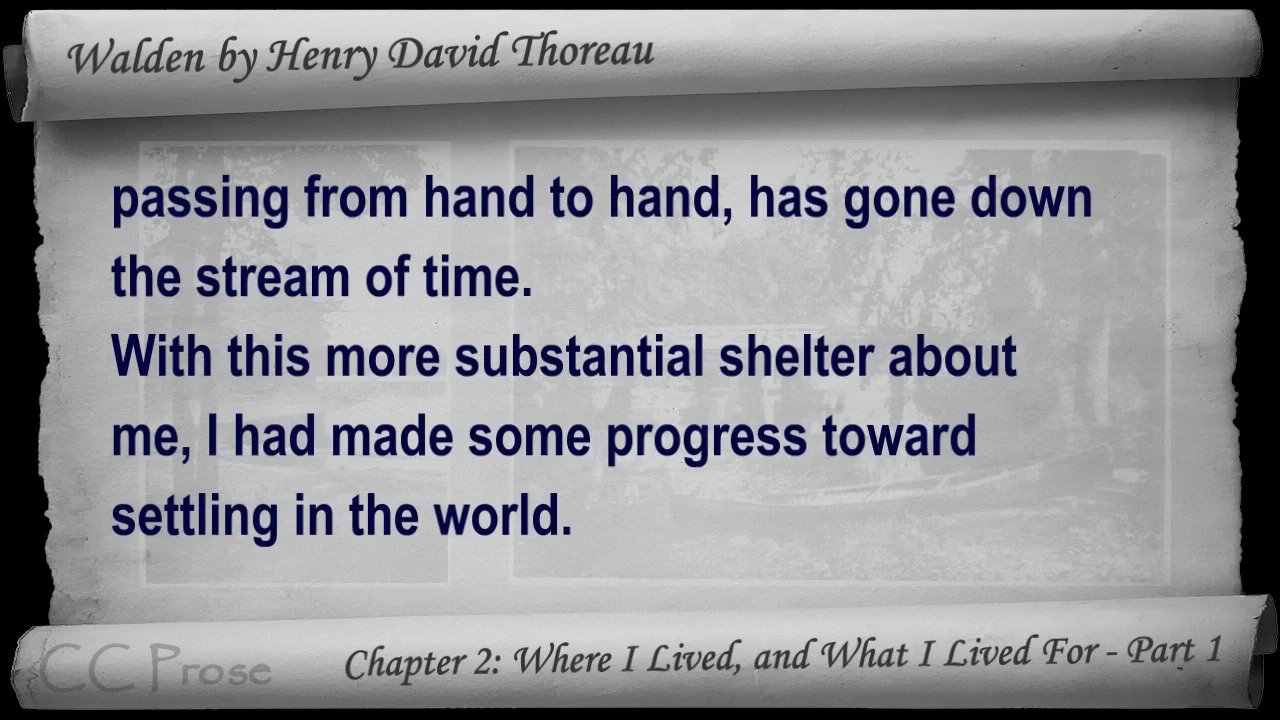 Walden by Henry David Thoreau
passing from hand to hand, has gone down
the stream of time.
With this more substantial shelter about
me, I had made some progress toward
settling in the world.
CC Prose
Chapter 2: Where I Lived, and What I Lived For - Part 1